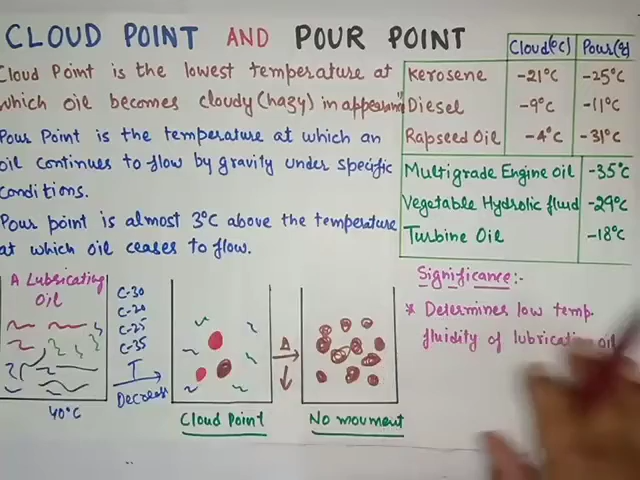 CLOUD POINT AND POUR POINT
Cloud Point is the lowest temperature at
which oil becomes cloudy (hazy) in appearan
Pour Point is the temperature at which an
oil continues to flow by gravity under specific
conditions.
Pour point is almost 3°C above the temperature
at which oil ceases to flow.
Cloud(°C) Pour(°C)
Kerosene -21°C -25°C
Diesel -9°C -11°C
Rapseed Oil -4°C -31°C
Multigrade Engine Oil -35°C
Vegetable Hydrolic fluid -29°C
Turbine Oil -18°C
Significance:-
* Determines low temp.
fluidity of lubricating oil
A Lubricating
Oil
40°C
C-30
C-20
C-25
C-35
T
Decrease
Cloud Point
No movment